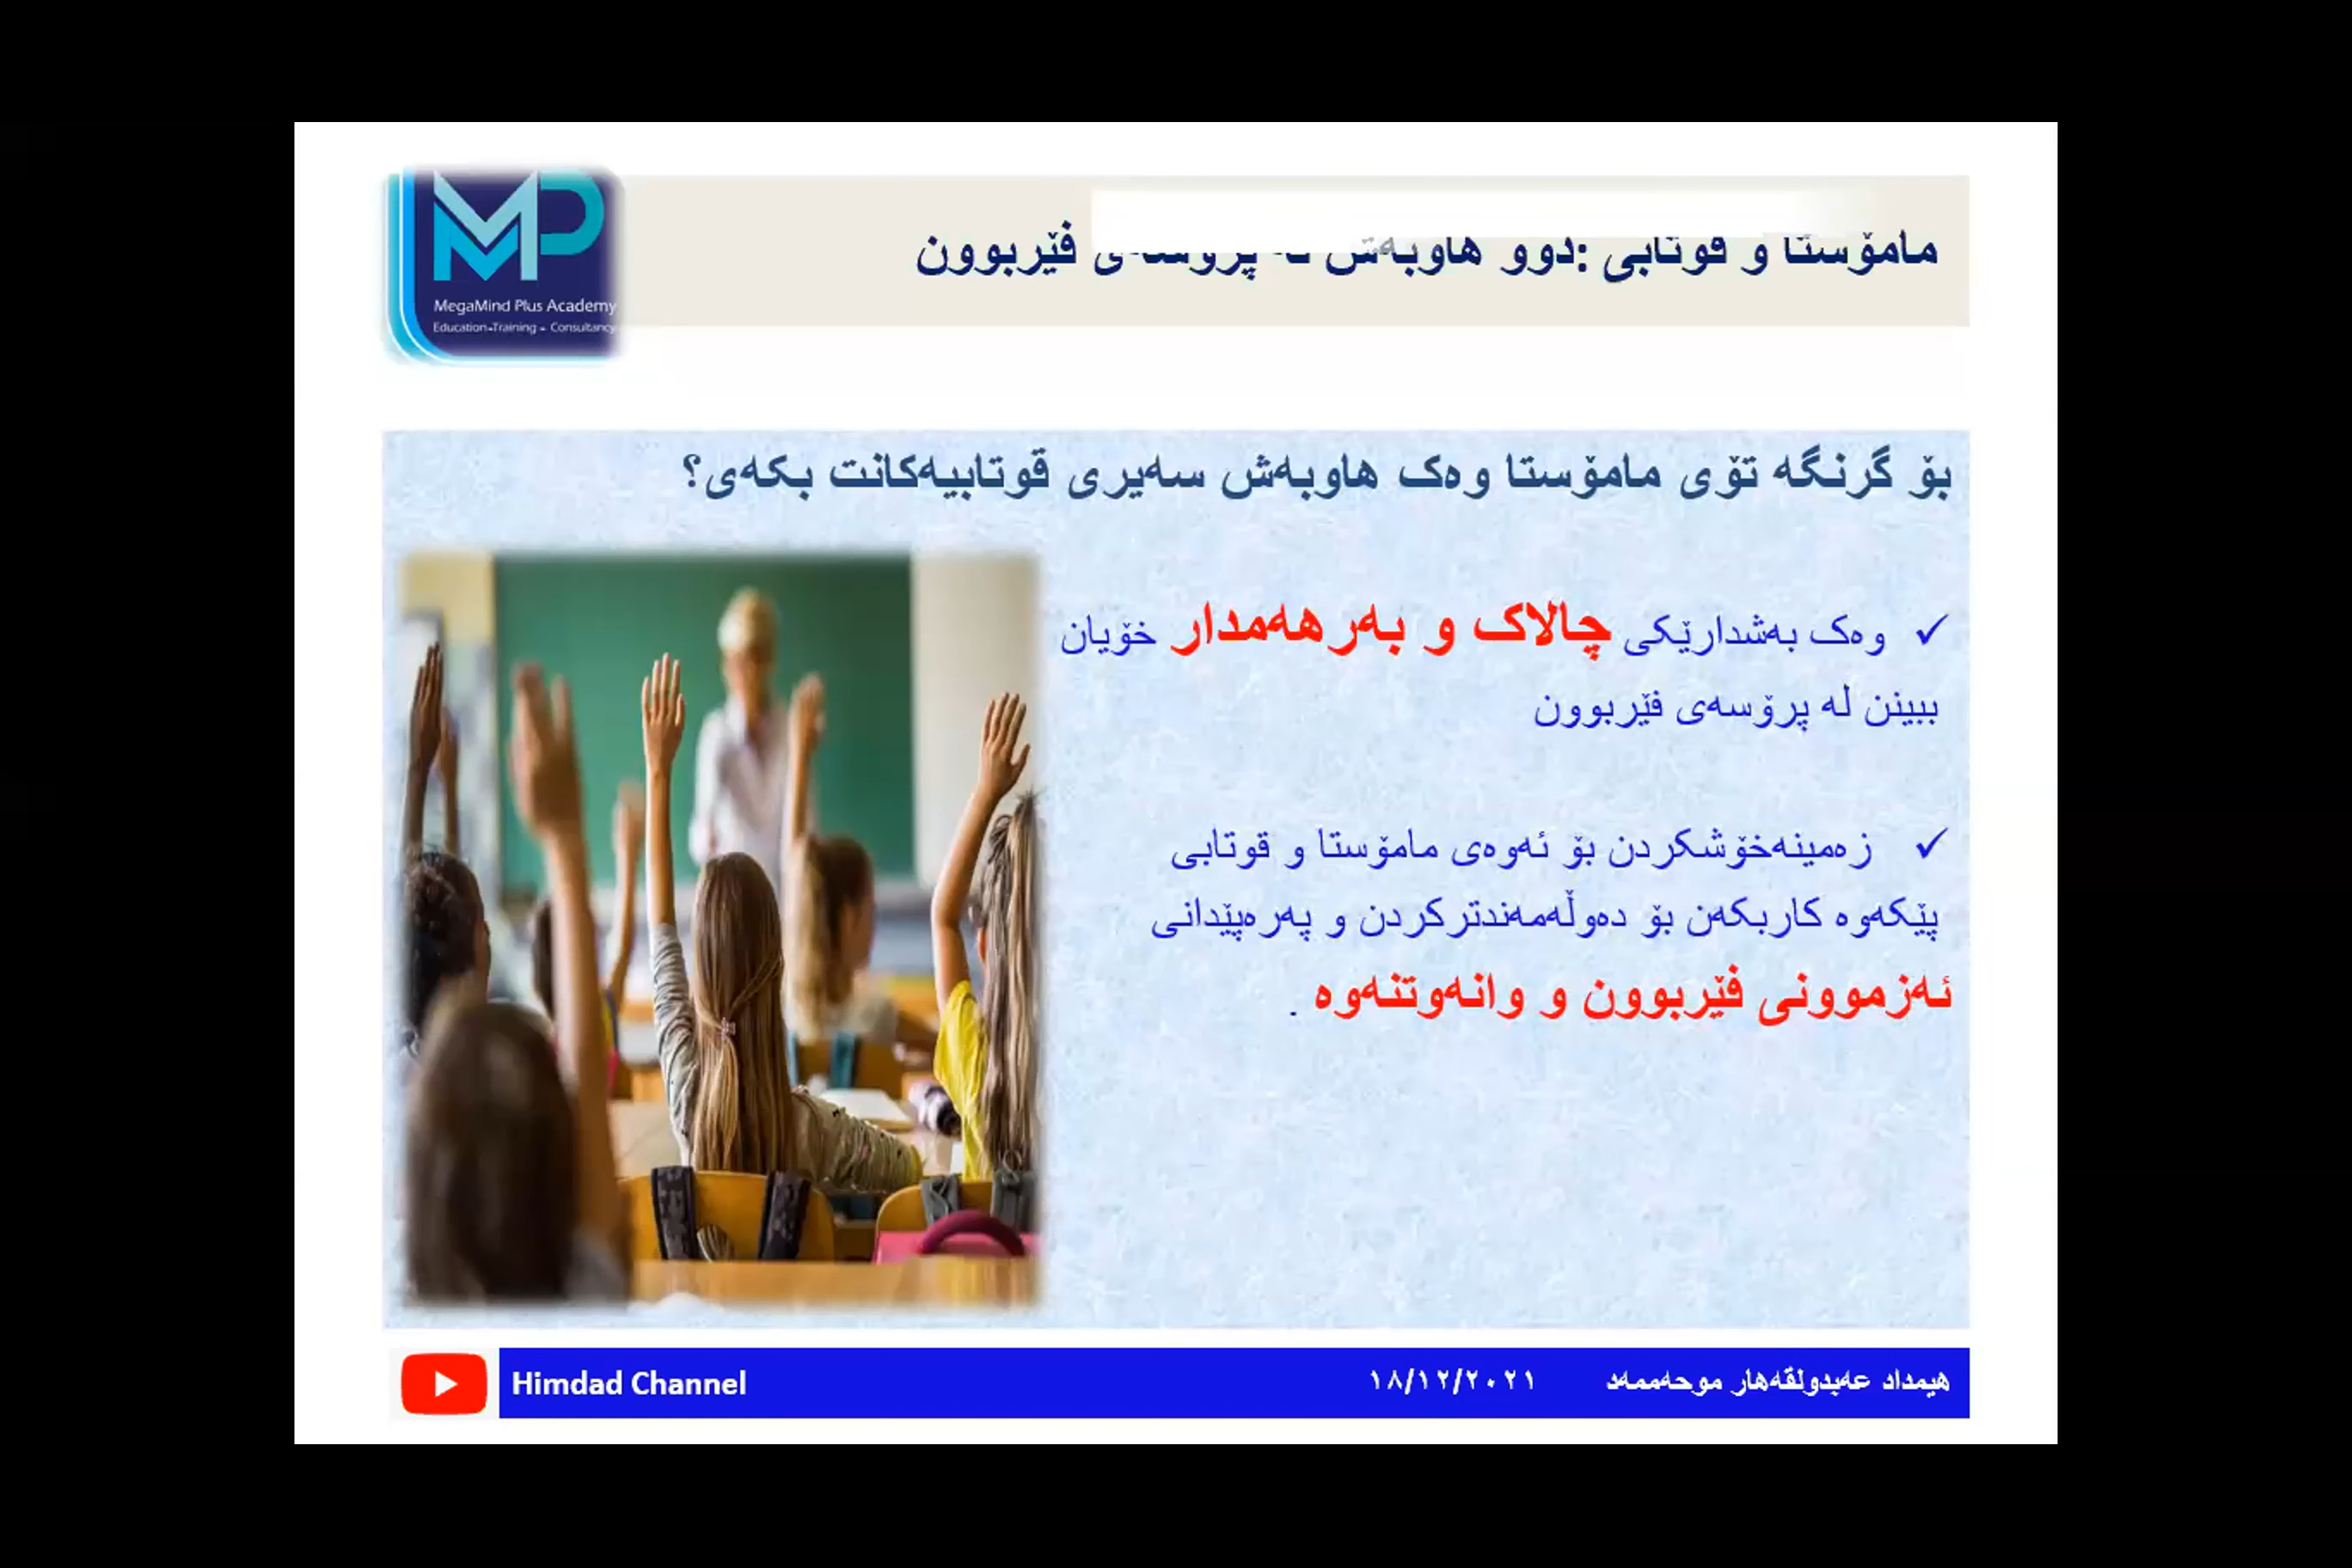 MP
MegaMind Plus Academy
Education-Training - Consultancy
مامۆستا و قوتابی :دوو هاوبەش لە پرۆسەی فێربوون
بۆ گرنگە تۆی مامۆستا وەک هاوبەش سەیری قوتابیەکانت بکەی؟
✓ وەک بەشدارێکی چالاک و بەرهەمدار خۆیان
ببینن لە پرۆسەی فێربوون
✓ زەمینەخۆشکردن بۆ ئەوەی مامۆستا و قوتابی
پێکەوە کاربکەن بۆ دەوڵەمەندترکردن و پەرەپێدانی
ئەزموونی فێربوون و وانەوتنەوە .
هیمداد عەبدولقەهار موحەممەد ١٨/١٢/٢٠٢١
Himdad Channel